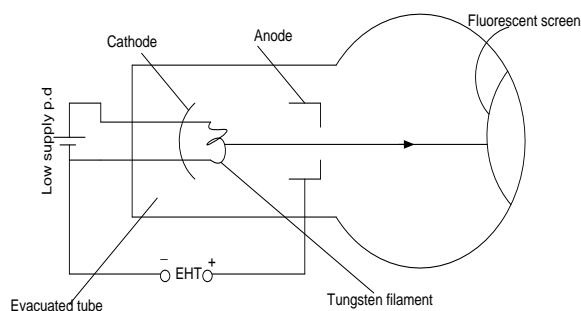 Fluorescent screen
Cathode
Anode
Low supply p.d
− EHT +
Evacuated tube
Tungsten filament